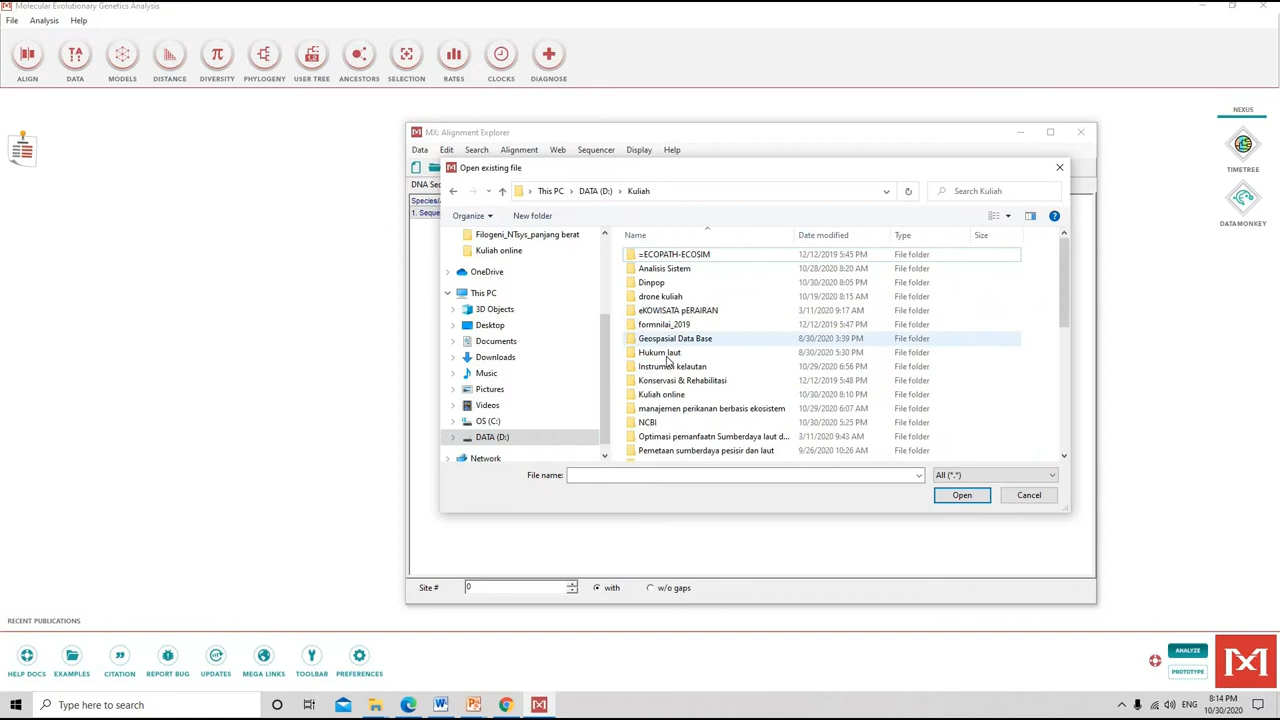 Molecular Evolutionary Genetics Analysis
File Analysis Help
ALIGN DATA MODELS DISTANCE DIVERSITY PHYLOGENY USER TREE ANCESTORS SELECTION RATES CLOCKS DIAGNOSE
NEXUS
TIMETREE
DATAMONKEY
MX: Alignment Explorer
Data Edit Search Alignment Web Sequencer Display Help
DNA Seq
Species/
1. Seque
Open existing file
This PC > DATA (D:) > Kuliah
Search Kuliah
Organize New folder
Filogeni_NTsys_panjang berat
Kuliah online
OneDrive
This PC
3D Objects
Desktop
Documents
Downloads
Music
Pictures
Videos
OS (C:)
DATA (D:)
Network
Name Date modified Type Size
=ECOPATH-ECOSIM 12/12/2019 5:45 PM File folder
Analisis Sistem 10/28/2020 8:20 AM File folder
Dinpop 10/30/2020 8:05 PM File folder
drone kuliah 10/19/2020 8:15 AM File folder
eKOWISATA pERAIRAN 3/11/2020 9:17 AM File folder
formnilai_2019 12/12/2019 5:47 PM File folder
Geospasial Data Base 8/30/2020 3:39 PM File folder
Hukum laut 8/30/2020 5:30 PM File folder
Instrumen kelautan 10/29/2020 6:56 PM File folder
Konservasi & Rehabilitasi 12/12/2019 5:48 PM File folder
Kuliah online 10/30/2020 8:10 PM File folder
manajemen perikanan berbasis ekosistem 10/29/2020 6:07 AM File folder
NCBI 10/30/2020 5:25 PM File folder
Optimasi pemanfaatn Sumberdaya laut d... 3/11/2020 9:43 AM File folder
Pemetaan sumberdaya pesisir dan laut 9/26/2020 10:26 AM File folder
File name: All (*.*)
Open Cancel
Site # 0 with w/o gaps
RECENT PUBLICATIONS
HELP DOCS EXAMPLES CITATION REPORT BUG UPDATES MEGA LINKS TOOLBAR PREFERENCES
ANALYZE
PROTOTYPE
Type here to search
ENG
8:14 PM
10/30/2020